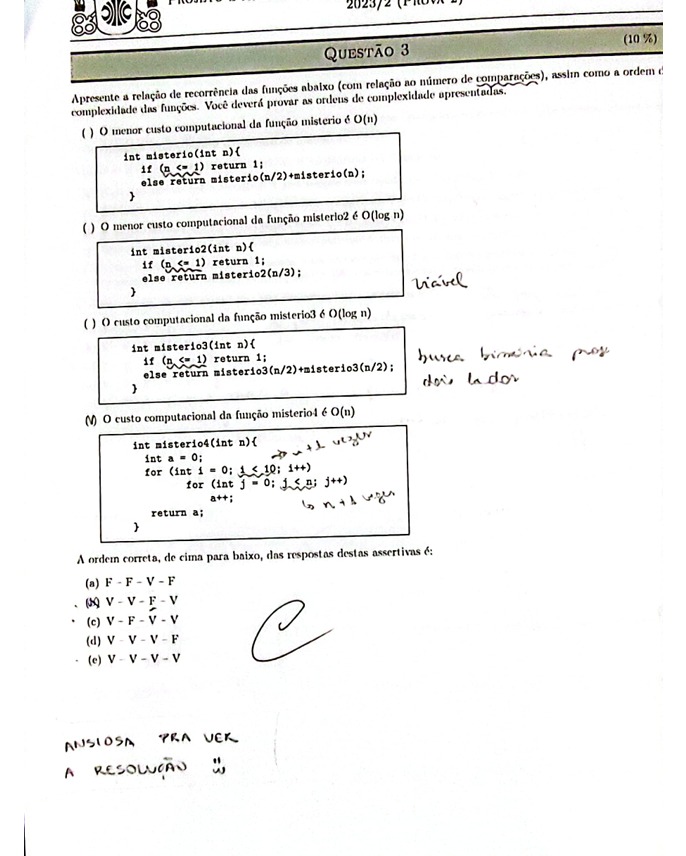 2023/2 (PROVA 2)
QUESTÃO 3
(10 %)
Apresente a relação de recorrência das funções abaixo (com relação ao número de comparações), assim como a ordem d
complexidade das funções. Você deverá provar as ordens de complexidade apresentadas.
( ) O menor custo computacional da função misterio é O(n)
int misterio(int n){
if (n <= 1) return 1;
else return misterio(n/2)+misterio(n);
}
( ) O menor custo computacional da função misterio2 é O(log n)
int misterio2(int n){
if (n <= 1) return 1;
else return misterio2(n/3);
}
viável
( ) O custo computacional da função misterio3 é O(log n)
int misterio3(int n){
if (n <= 1) return 1;
else return misterio3(n/2)+misterio3(n/2);
}
busca binária pros
dois lados
(V) O custo computacional da função misterio4 é O(n)
int misterio4(int n){
int a = 0;
→ n+1 vezes
for (int i = 0; i < 10; i++)
for (int j = 0; j < n; j++)
a++;
↳ n+1 vezes
return a;
}
A ordem correta, de cima para baixo, das respostas destas assertivas é:
(a) F - F - V - F
(b) V - V - F - V
(c) V - F - V - V
(d) V - V - V - F
(e) V - V - V - V
C
ANSIOSA PRA VER
A RESOLUÇÃO